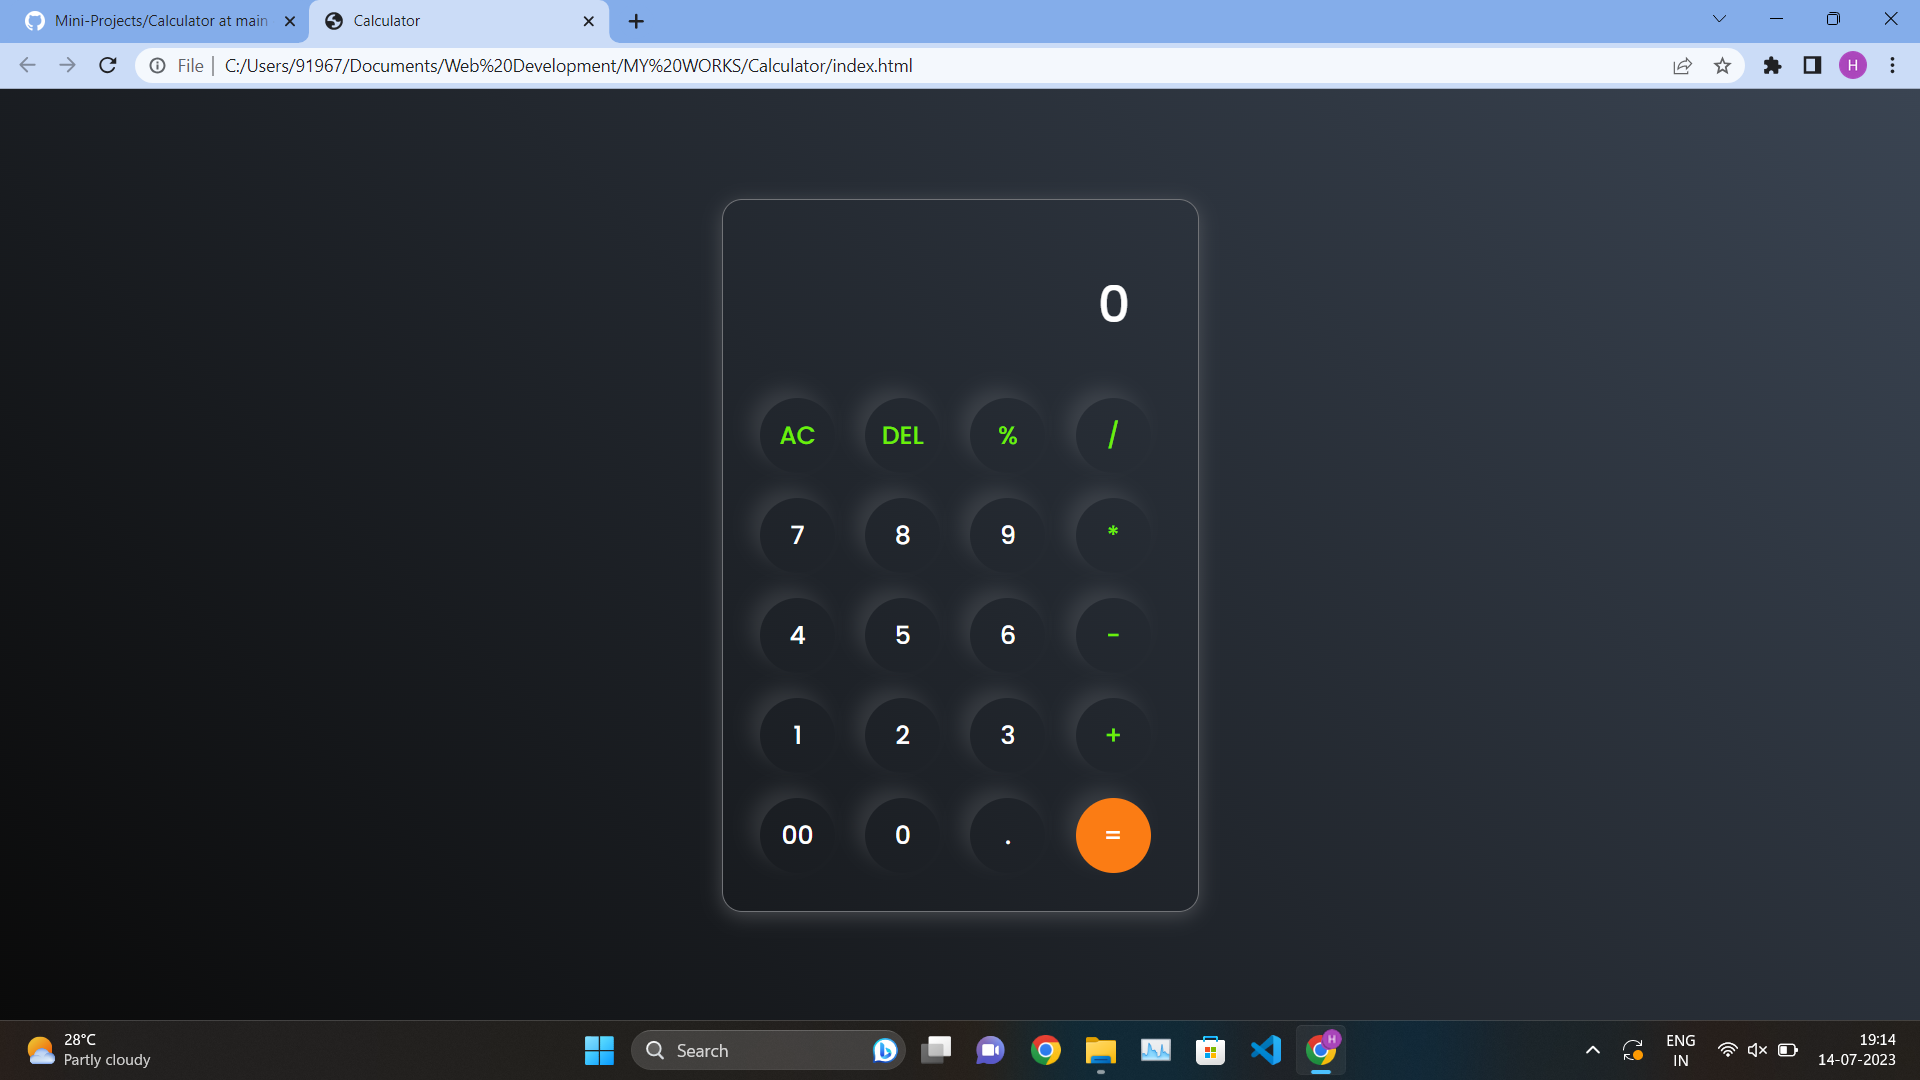 Mini-Projects/Calculator at main
Calculator
File | C:/Users/91967/Documents/Web%20Development/MY%20WORKS/Calculator/index.html
H
0
AC DEL % /
7 8 9 *
4 5 6 -
1 2 3 +
00 0 . =
28°C
Partly cloudy
Search
H
ENG
IN
19:14
14-07-2023